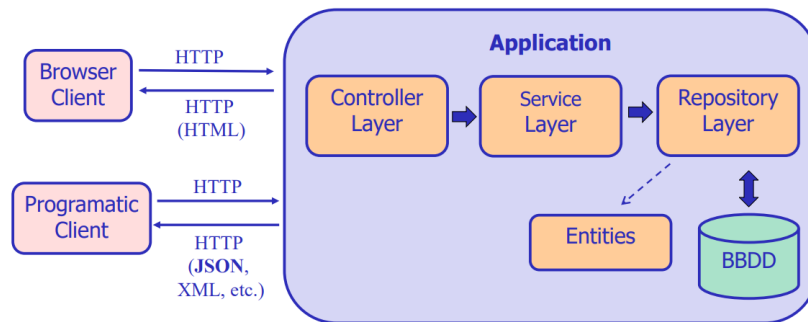 Application
Browser
Client
HTTP
HTTP
(HTML)
Programatic
Client
HTTP
HTTP
(JSON,
XML, etc.)
Controller
Layer
Service
Layer
Repository
Layer
Entities
BBDD